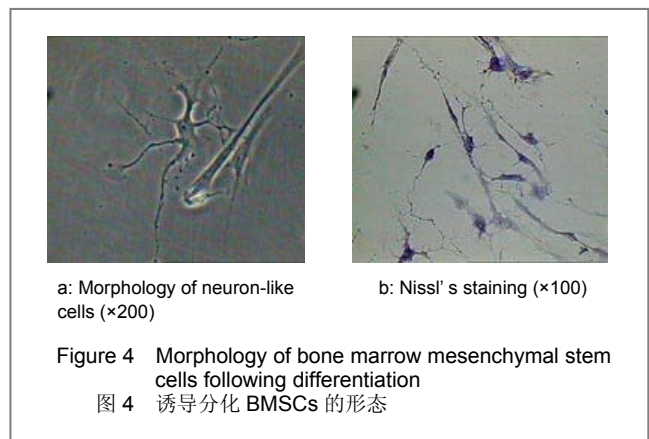 a: Morphology of neuron-like
cells (×200)
b: Nissl’ s staining (×100)
Figure 4 Morphology of bone marrow mesenchymal stem
cells following differentiation
图 4 诱导分化 BMSCs 的形态